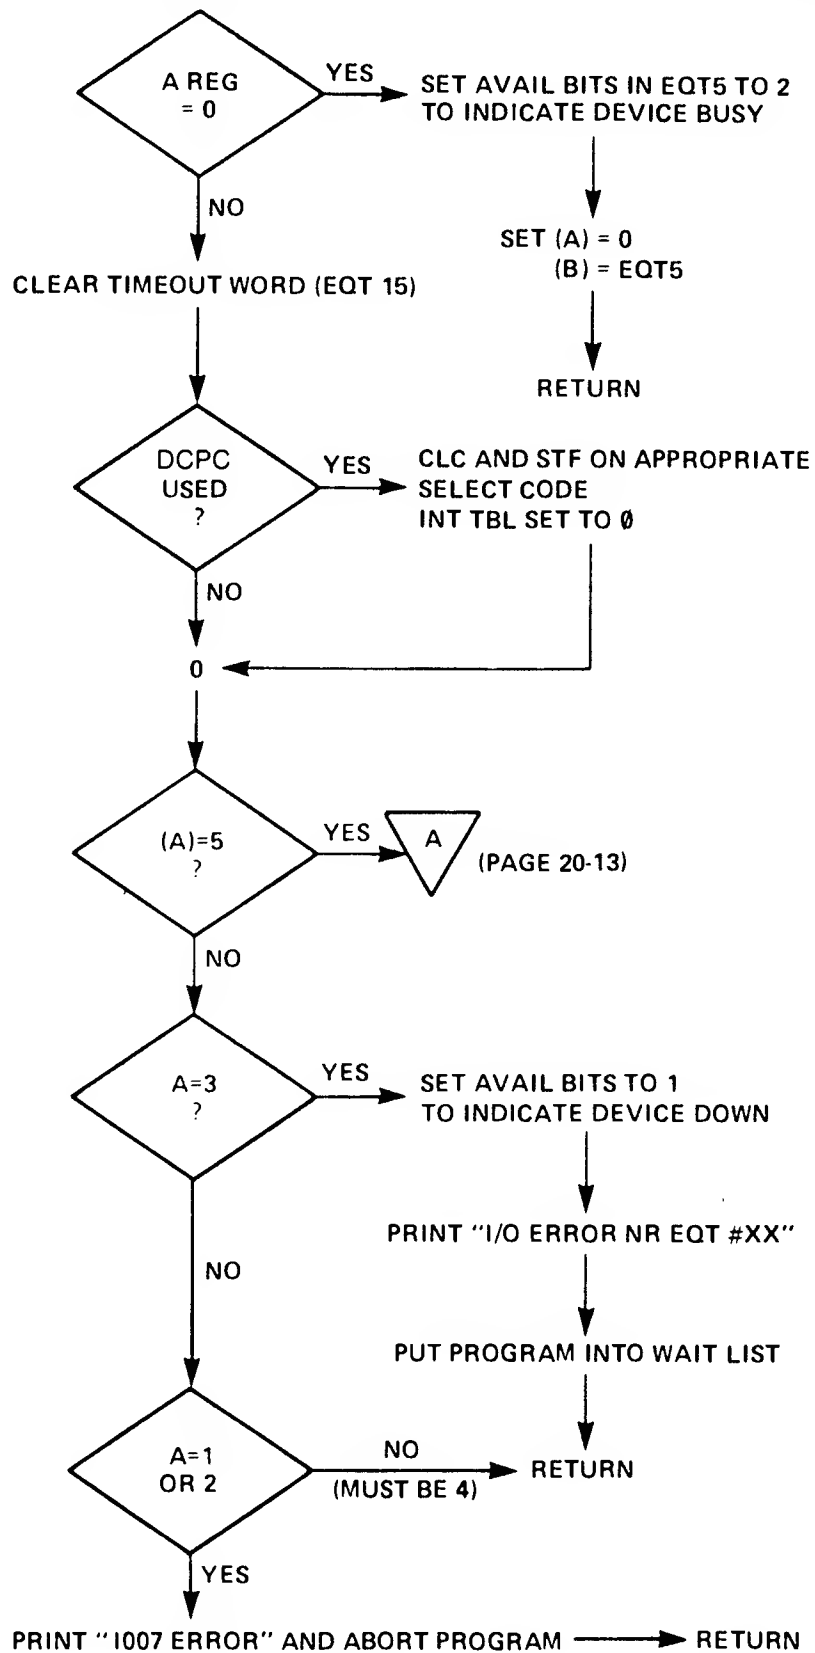 A REG
= 0
YES
SET AVAIL BITS IN EQT5 TO 2
TO INDICATE DEVICE BUSY
NO
SET (A) = 0
(B) = EQT5
CLEAR TIMEOUT WORD (EQT 15)
RETURN
DCPC
USED
?
YES
CLC AND STF ON APPROPRIATE
SELECT CODE
INT TBL SET TO Ø
NO
0
(A)=5
?
YES
A
(PAGE 20-13)
NO
A=3
?
YES
SET AVAIL BITS TO 1
TO INDICATE DEVICE DOWN
PRINT "I/O ERROR NR EQT #XX"
NO
PUT PROGRAM INTO WAIT LIST
A=1
OR 2
NO
(MUST BE 4)
RETURN
YES
PRINT "I007 ERROR" AND ABORT PROGRAM
RETURN